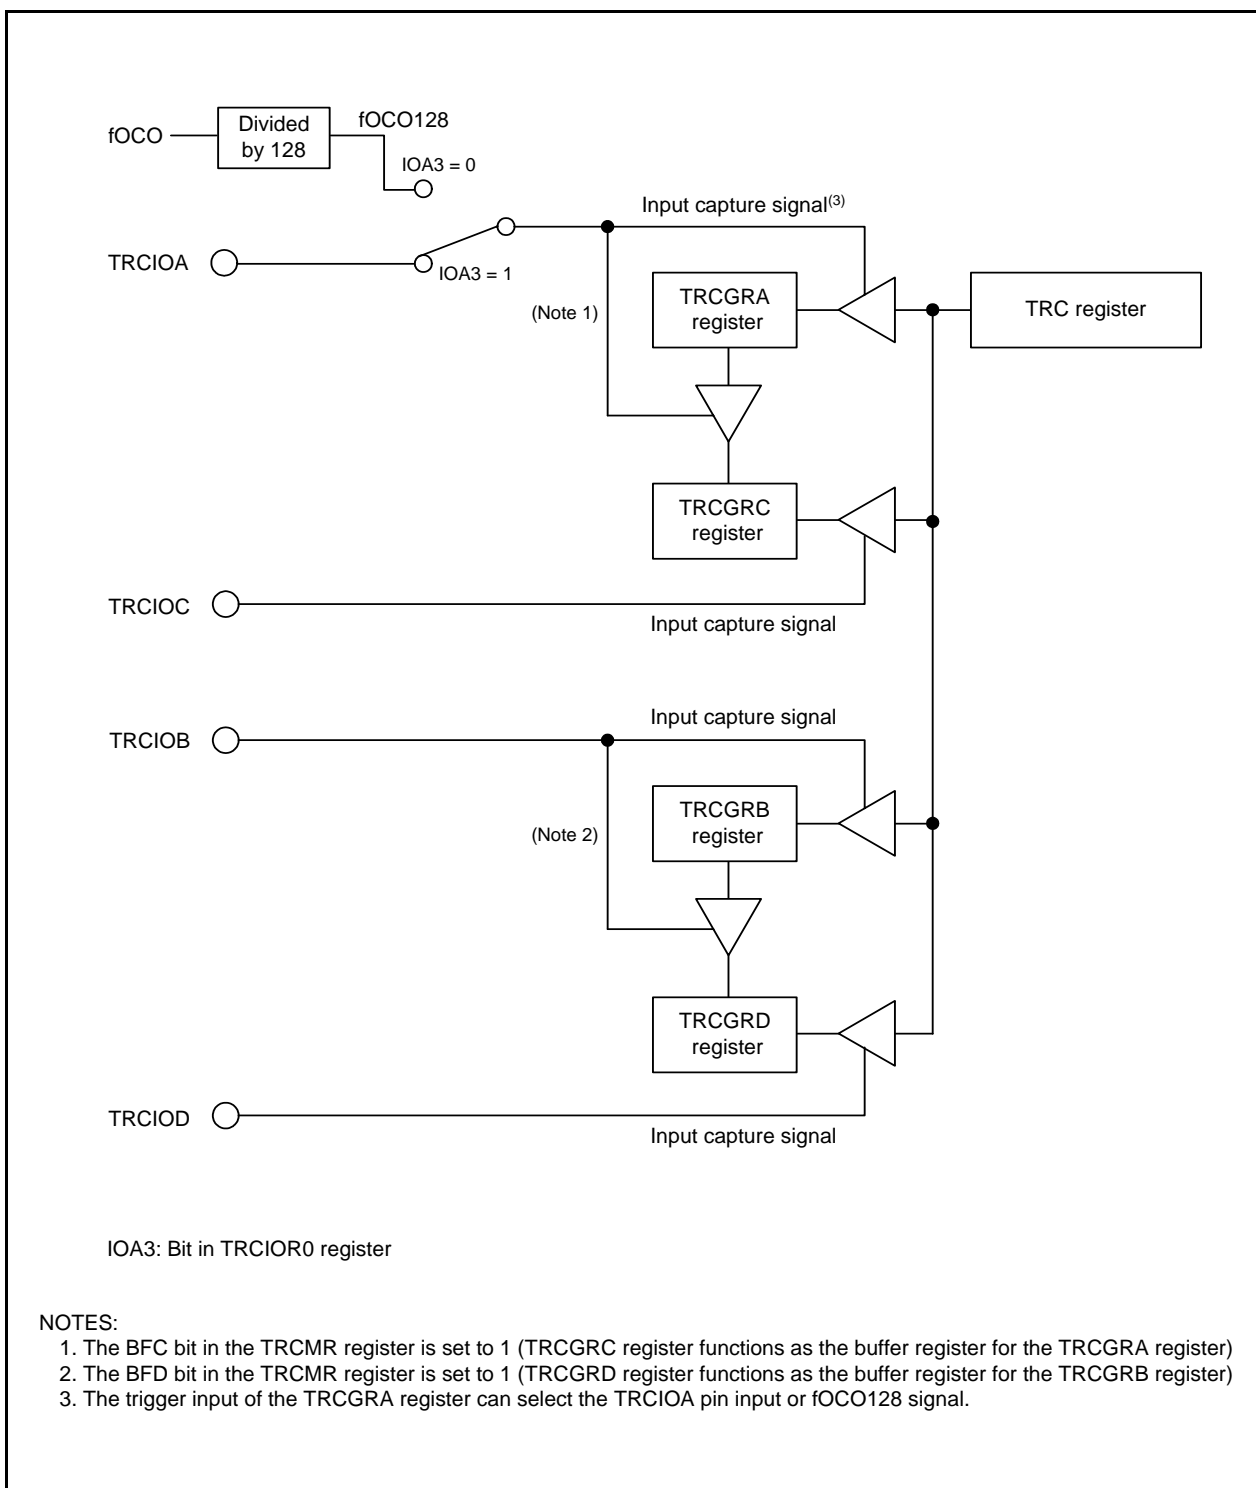 fOCO
Divided
by 128
fOCO128
IOA3 = 0
Input capture signal(3)
TRCIOA
IOA3 = 1
(Note 1)
TRCGRA
register
TRC register
TRCGRC
register
TRCIOC
Input capture signal
Input capture signal
TRCIOB
(Note 2)
TRCGRB
register
TRCGRD
register
TRCIOD
Input capture signal
IOA3: Bit in TRCIOR0 register
NOTES:
1. The BFC bit in the TRCMR register is set to 1 (TRCGRC register functions as the buffer register for the TRCGRA register)
2. The BFD bit in the TRCMR register is set to 1 (TRCGRD register functions as the buffer register for the TRCGRB register)
3. The trigger input of the TRCGRA register can select the TRCIOA pin input or fOCO128 signal.